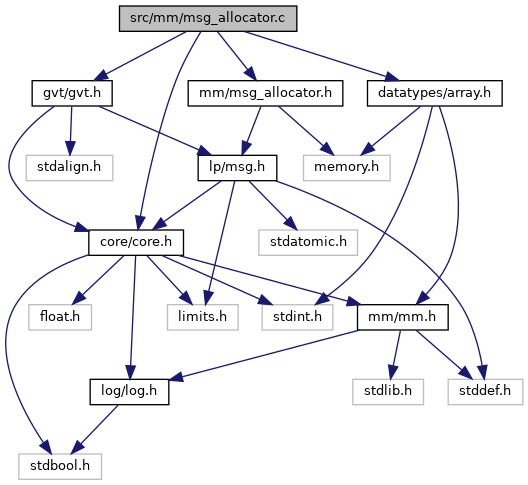 src/mm/msg_allocator.c
gvt/gvt.h
mm/msg_allocator.h
datatypes/array.h
stdalign.h
lp/msg.h
memory.h
core/core.h
stdatomic.h
float.h
limits.h
stdint.h
mm/mm.h
log/log.h
stdlib.h
stddef.h
stdbool.h